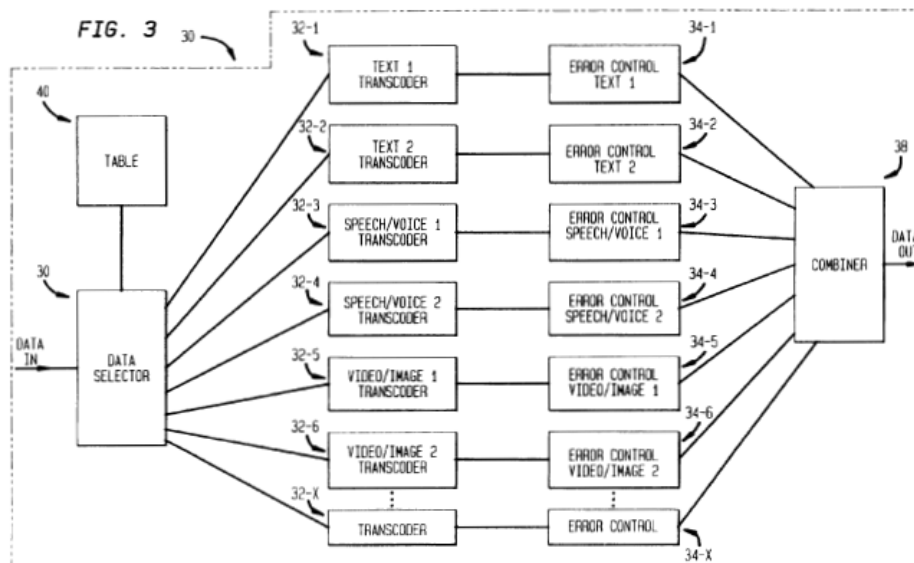 FIG. 3
30
32-1
34-1
TEXT 1
TRANSCODER
ERROR CONTROL
TEXT 1
40
TABLE
32-2
34-2
TEXT 2
TRANSCODER
ERROR CONTROL
TEXT 2
38
32-3
34-3
SPEECH/VOICE 1
TRANSCODER
ERROR CONTROL
SPEECH/VOICE 1
COMBINER
DATA
OUT
30
32-4
34-4
SPEECH/VOICE 2
TRANSCODER
ERROR CONTROL
SPEECH/VOICE 2
DATA
IN
DATA
SELECTOR
32-5
34-5
VIDEO/IMAGE 1
TRANSCODER
ERROR CONTROL
VIDEO/IMAGE 1
32-6
34-6
VIDEO/IMAGE 2
TRANSCODER
ERROR CONTROL
VIDEO/IMAGE 2
32-X
TRANSCODER
ERROR CONTROL
34-X